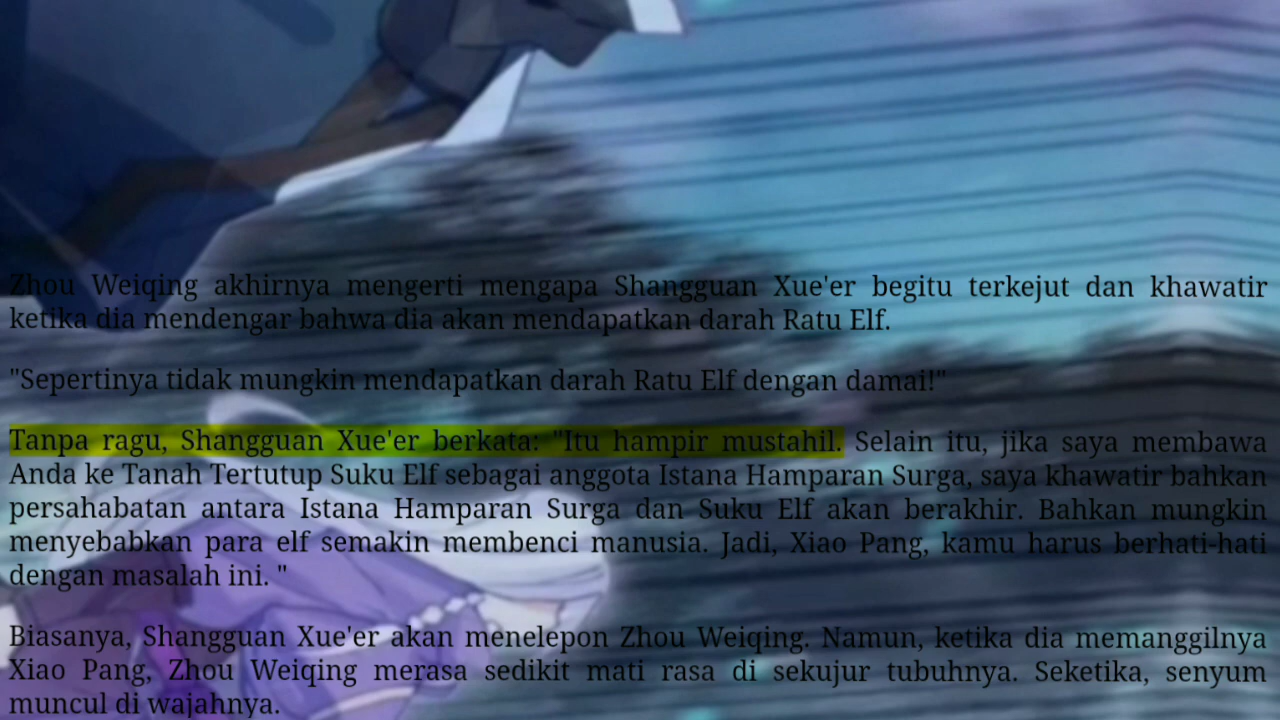 Zhou Weiqing akhirnya mengerti mengapa Shangguan Xue'er begitu terkejut dan khawatir
ketika dia mendengar bahwa dia akan mendapatkan darah Ratu Elf.
"Sepertinya tidak mungkin mendapatkan darah Ratu Elf dengan damai!"
Tanpa ragu, Shangguan Xue'er berkata: "Itu hampir mustahil. Selain itu, jika saya membawa
Anda ke Tanah Tertutup Suku Elf sebagai anggota Istana Hamparan Surga, saya khawatir bahkan
persahabatan antara Istana Hamparan Surga dan Suku Elf akan berakhir. Bahkan mungkin
menyebabkan para elf semakin membenci manusia. Jadi, Xiao Pang, kamu harus berhati-hati
dengan masalah ini. "
Biasanya, Shangguan Xue'er akan menelepon Zhou Weiqing. Namun, ketika dia memanggilnya
Xiao Pang, Zhou Weiqing merasa sedikit mati rasa di sekujur tubuhnya. Seketika, senyum
muncul di wajahnya.